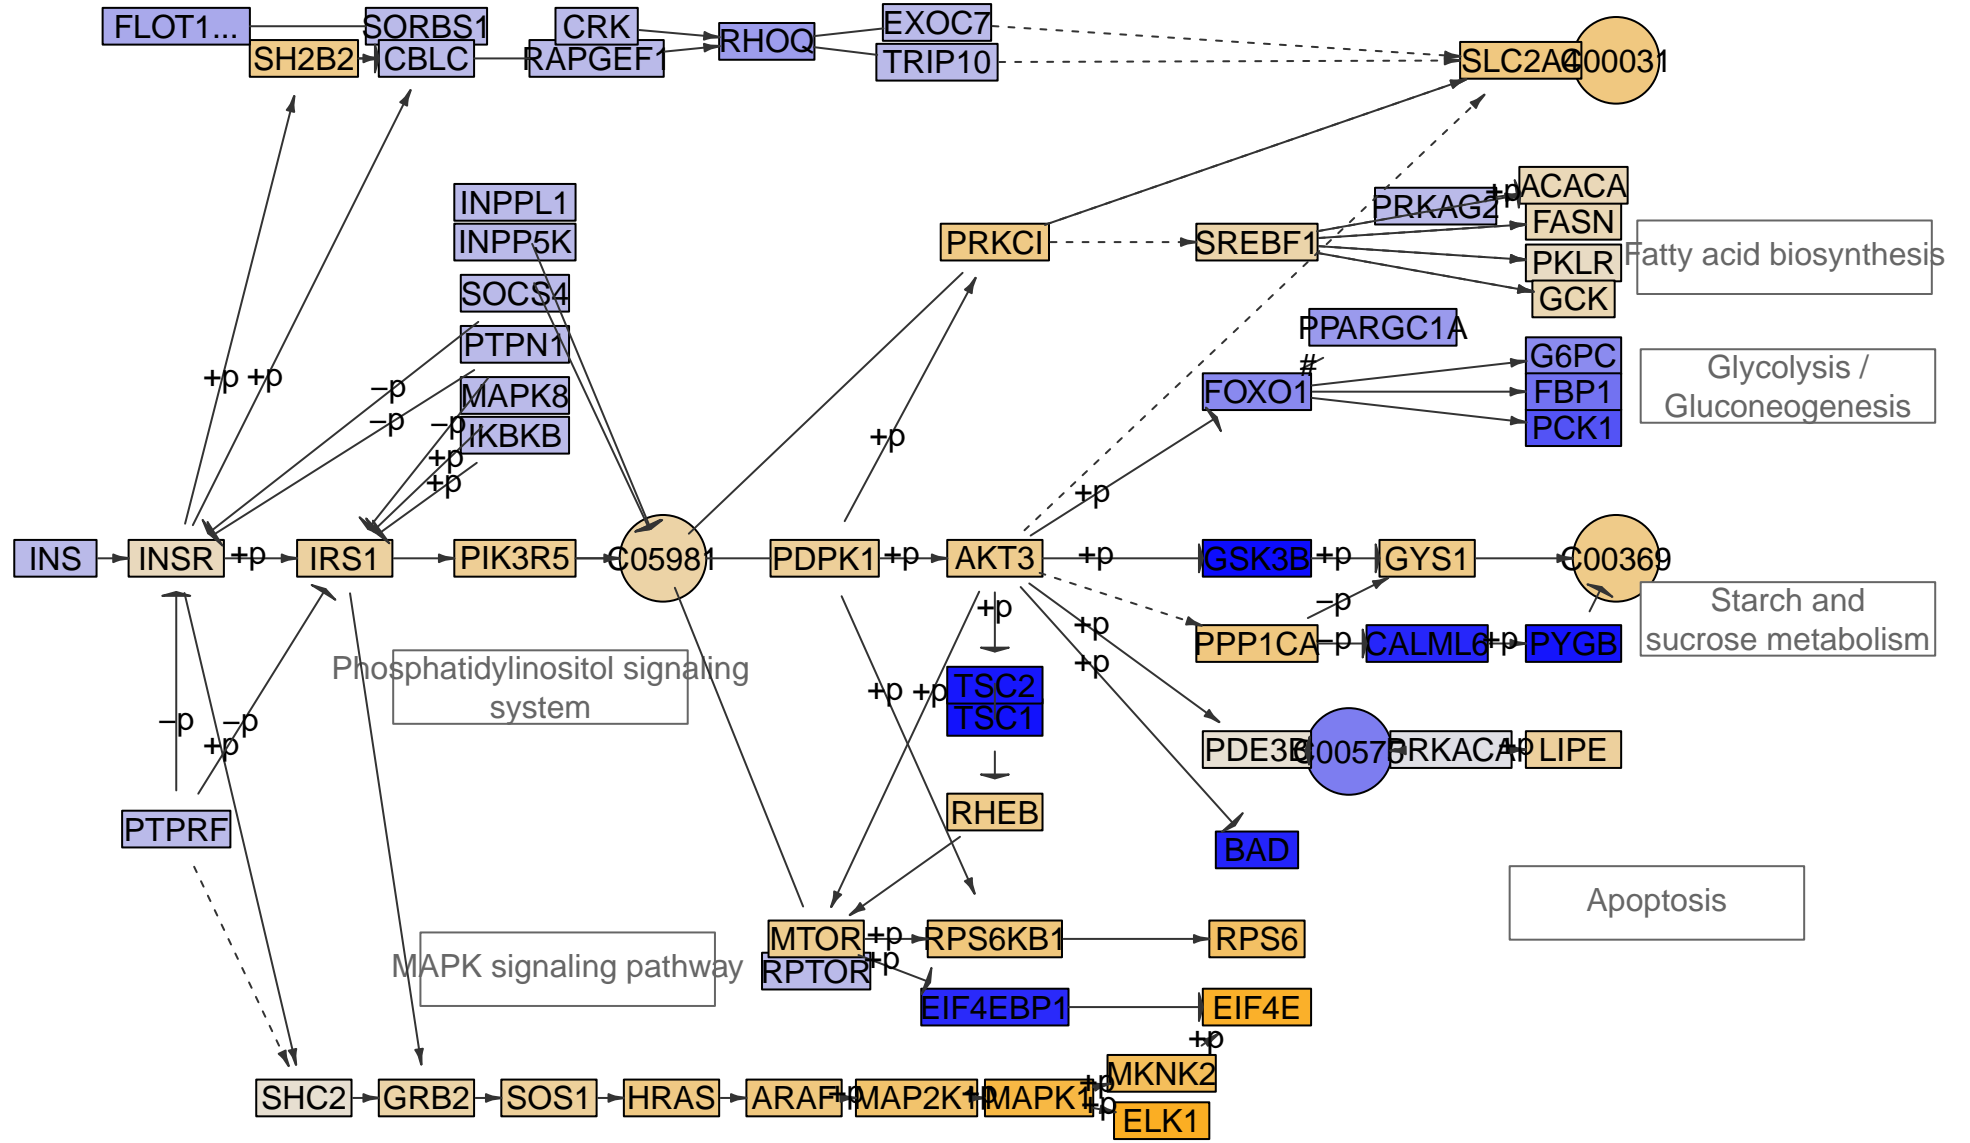 FLOT1...
SORBS1
CRK
EXOC7
SH2B2
CBLC
RAPGEF1
RHOQ
TRIP10
SLC2A4
C00031
INPPL1
INPP5K
PRKCI
SREBF1
PRKAG2
+p
ACACA
FASN
PKLR
GCK
Fatty acid biosynthesis
SOCS4
PTPN1
MAPK8
IKBKB
PPARGC1A
#
FOXO1
G6PC
FBP1
PCK1
Glycolysis /
Gluconeogenesis
+p
+p
–p
–p
–p
+p
+p
+p
+p
INS
INSR
+p
IRS1
PIK3R5
C05981
PDPK1
+p
AKT3
+p
GSK3B
+p
GYS1
C00369
+p
+p
+p
–p
PPP1CA
–p
CALML6
+p
PYGB
Starch and
sucrose metabolism
Phosphatidylinositol signaling
system
–p
+p
–p
+p
+p
TSC2
TSC1
PDE3B
C00575
PRKACA
+p
LIPE
PTPRF
RHEB
BAD
Apoptosis
MTOR
+p
RPS6KB1
RPS6
MAPK signaling pathway
RPTOR
+p
EIF4EBP1
EIF4E
+p
SHC2
GRB2
SOS1
HRAS
ARAF
+p
MAP2K1
+p
MAPK1
+p
+p
MKNK2
ELK1